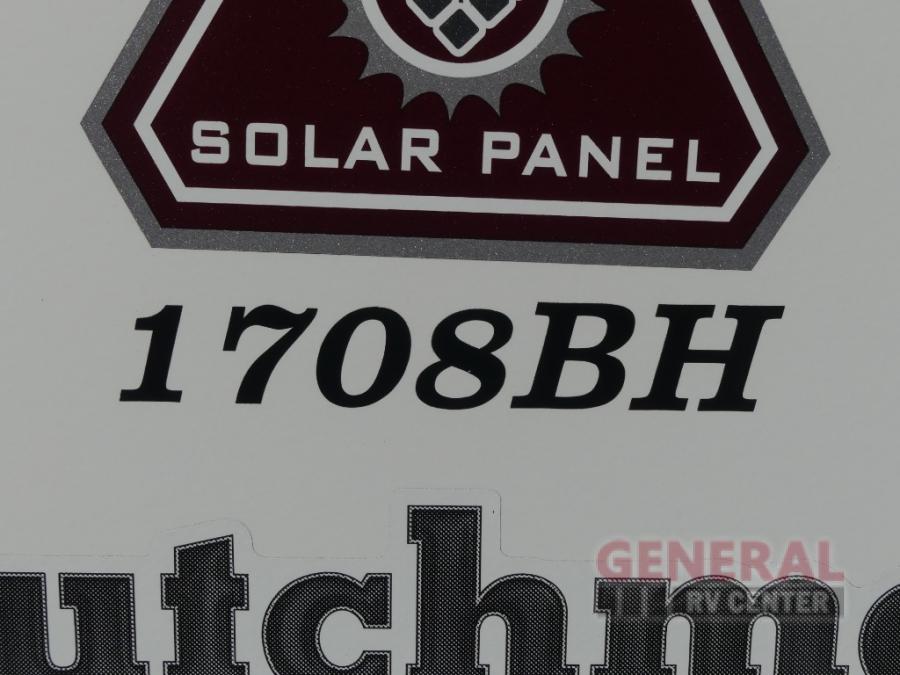 SOLAR PANEL
1708BH
utchm
GENERAL
RV CENTER